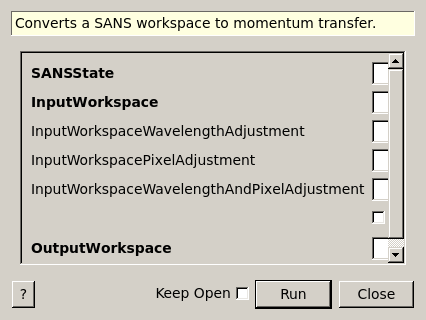 Converts a SANS workspace to momentum transfer.
SANSState
InputWorkspace
InputWorkspaceWavelengthAdjustment
InputWorkspacePixelAdjustment
InputWorkspaceWavelengthAndPixelAdjustment
OutputWorkspace
? Keep Open Run Close